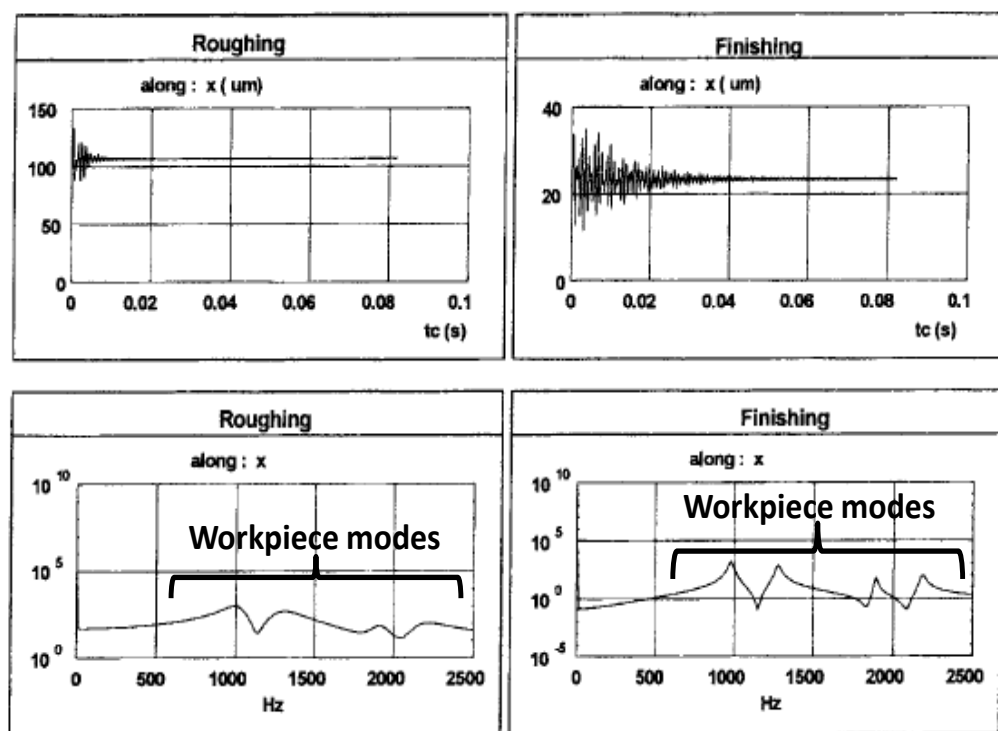 Roughing
along : x ( um)
150
100
50
0
0 0.02 0.04 0.06 0.08 0.1
tc (s)
Finishing
along : x ( um)
40
20
0
0 0.02 0.04 0.06 0.08 0.1
tc (s)
Roughing
along : x
10 10
Workpiece modes
10 5
10 0
0 500 1000 1500 2000 2500
Hz
Finishing
along : x
10 10
Workpiece modes
10 5
10 0
10 -5
0 500 1000 1500 2000 2500
Hz